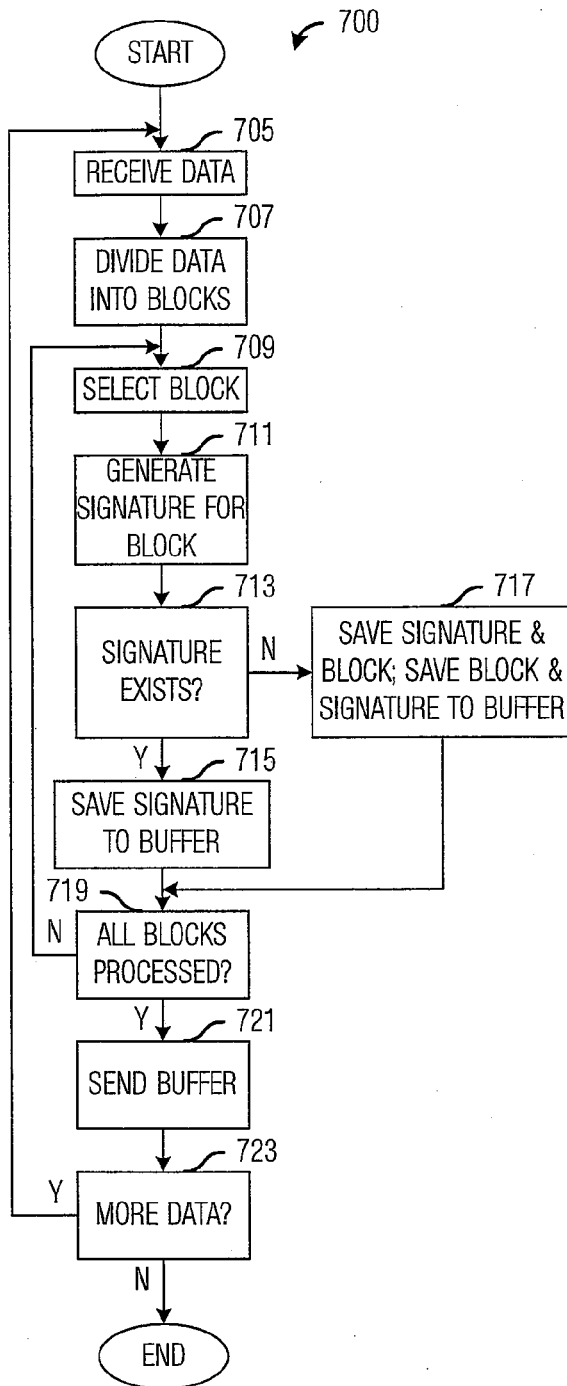 700
START
705
RECEIVE DATA
707
DIVIDE DATA
INTO BLOCKS
709
SELECT BLOCK
711
GENERATE
SIGNATURE FOR
BLOCK
713
SIGNATURE
EXISTS?
N
717
SAVE SIGNATURE &
BLOCK; SAVE BLOCK &
SIGNATURE TO BUFFER
Y
715
SAVE SIGNATURE
TO BUFFER
719
N
ALL BLOCKS
PROCESSED?
Y
721
SEND BUFFER
723
Y
MORE DATA?
N
END